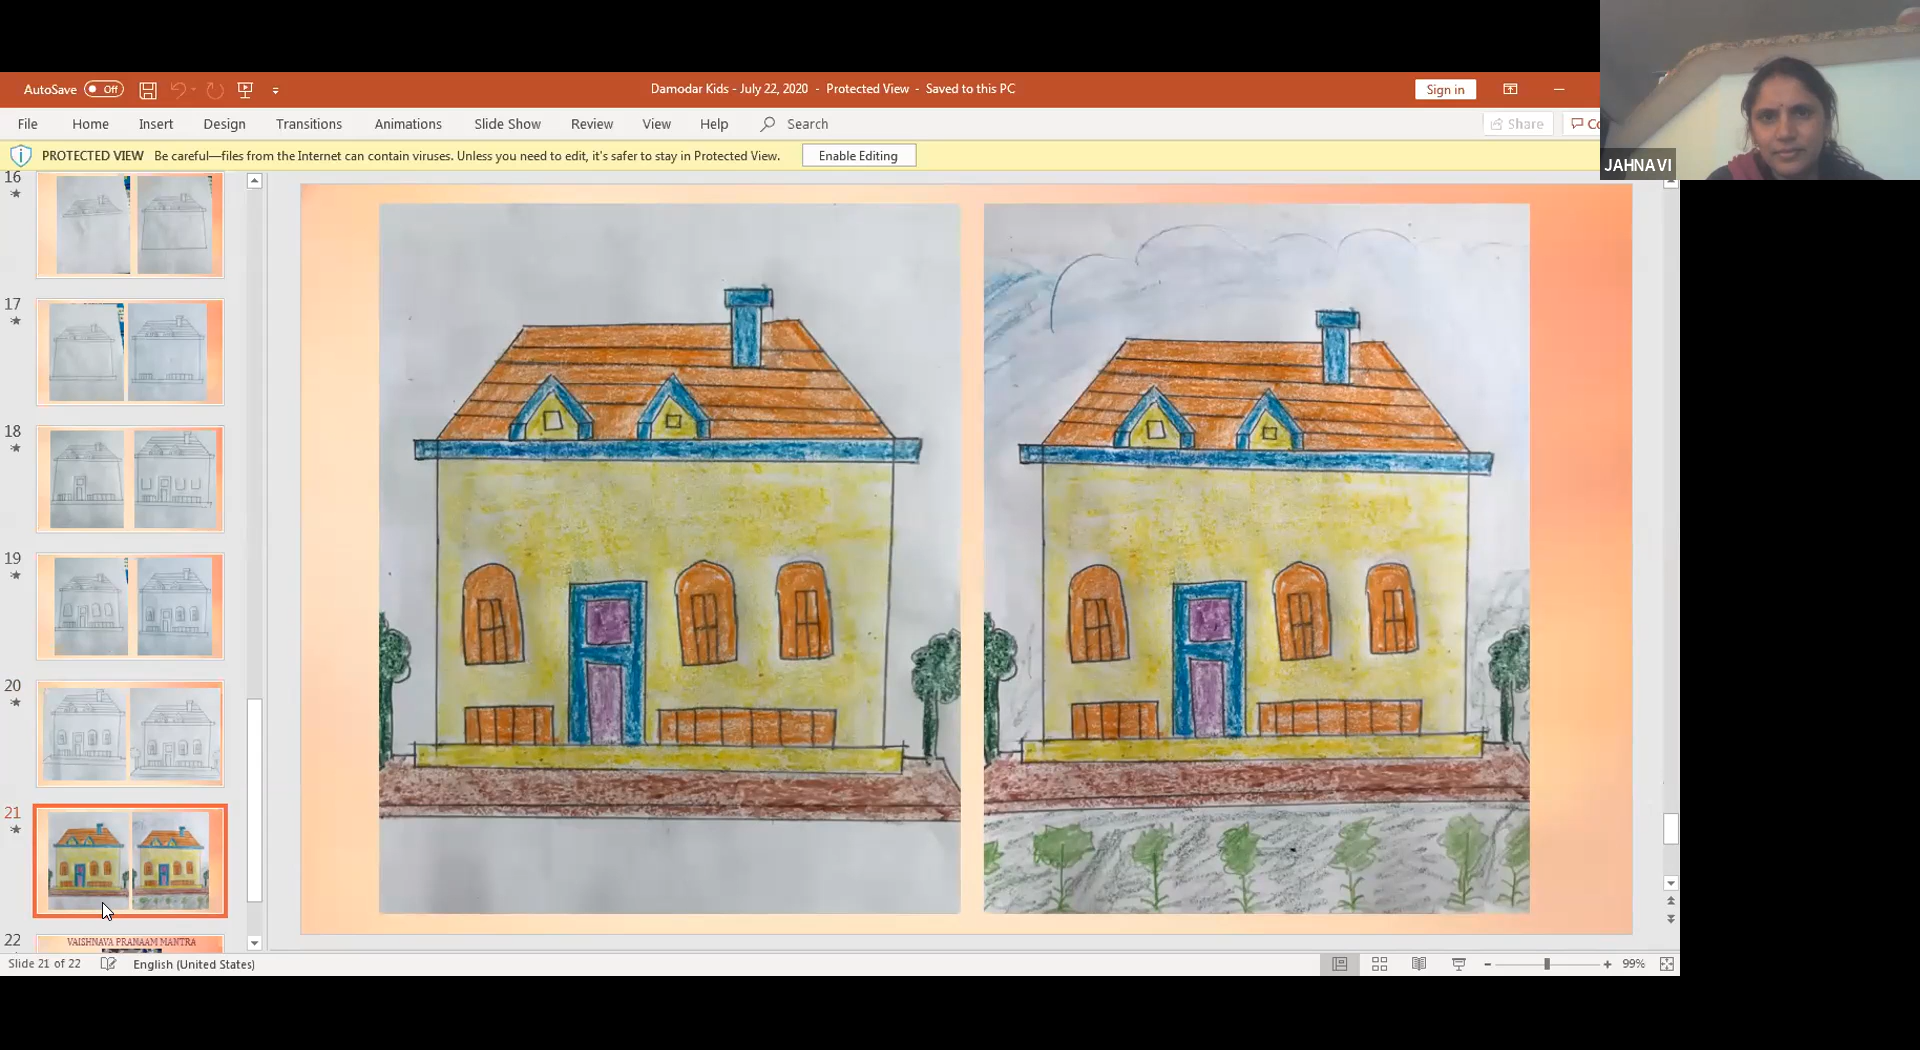 AutoSave Off
Damodar Kids - July 22, 2020 - Protected View - Saved to this PC
Sign in
File Home Insert Design Transitions Animations Slide Show Review View Help Search
Share Co
PROTECTED VIEW Be careful—files from the Internet can contain viruses. Unless you need to edit, it's safer to stay in Protected View. Enable Editing
JAHNAVI
16
17
18
19
20
21
22
VAISHNAVA PRANAAM MANTRA
Slide 21 of 22 English (United States) 99%